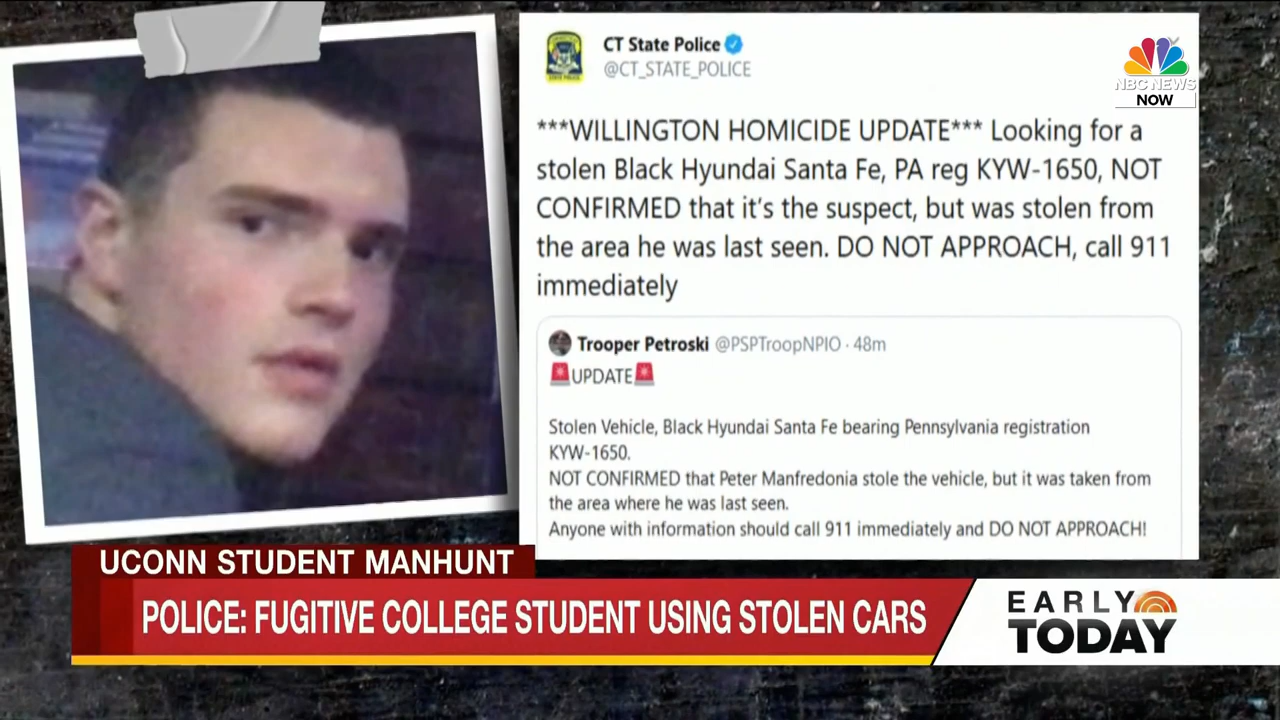 CT State Police
@CT_STATE_POLICE
NBC NEWS
NOW
***WILLINGTON HOMICIDE UPDATE*** Looking for a
stolen Black Hyundai Santa Fe, PA reg KYW-1650, NOT
CONFIRMED that it’s the suspect, but was stolen from
the area he was last seen. DO NOT APPROACH, call 911
immediately
Trooper Petroski @PSPTroopNPIO · 48m
🚨UPDATE🚨
Stolen Vehicle, Black Hyundai Santa Fe bearing Pennsylvania registration
KYW-1650.
NOT CONFIRMED that Peter Manfredonia stole the vehicle, but it was taken from
the area where he was last seen.
Anyone with information should call 911 immediately and DO NOT APPROACH!
UCONN STUDENT MANHUNT
POLICE: FUGITIVE COLLEGE STUDENT USING STOLEN CARS
EARLY
TODAY